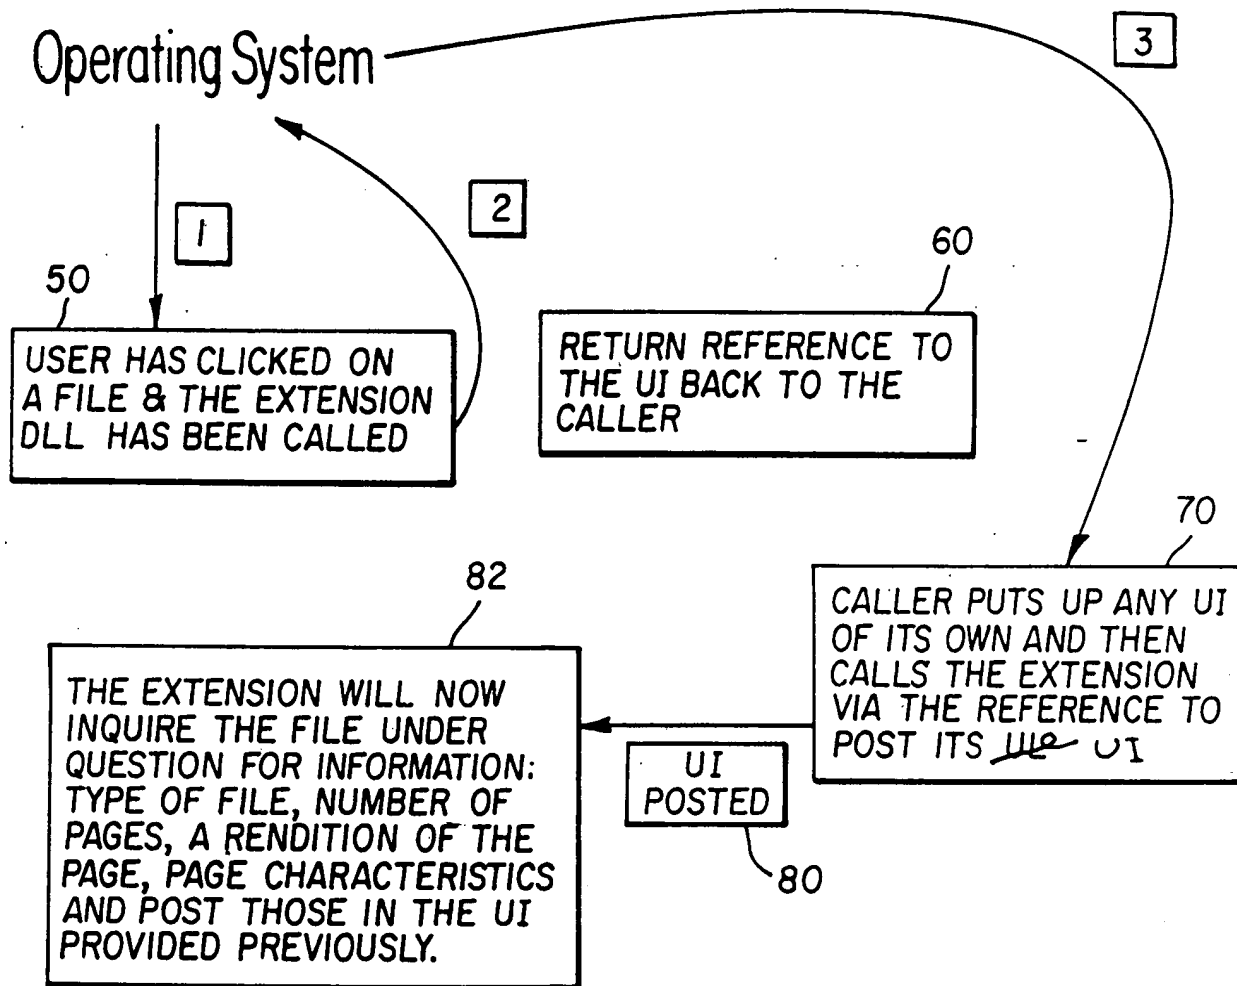 Operating System
3
1
2
50
USER HAS CLICKED ON
A FILE & THE EXTENSION
DLL HAS BEEN CALLED
60
RETURN REFERENCE TO
THE UI BACK TO THE
CALLER
70
CALLER PUTS UP ANY UI
OF ITS OWN AND THEN
CALLS THE EXTENSION
VIA THE REFERENCE TO
POST ITS UI
82
THE EXTENSION WILL NOW
INQUIRE THE FILE UNDER
QUESTION FOR INFORMATION:
TYPE OF FILE, NUMBER OF
PAGES, A RENDITION OF THE
PAGE, PAGE CHARACTERISTICS
AND POST THOSE IN THE UI
PROVIDED PREVIOUSLY.
UI
POSTED
80